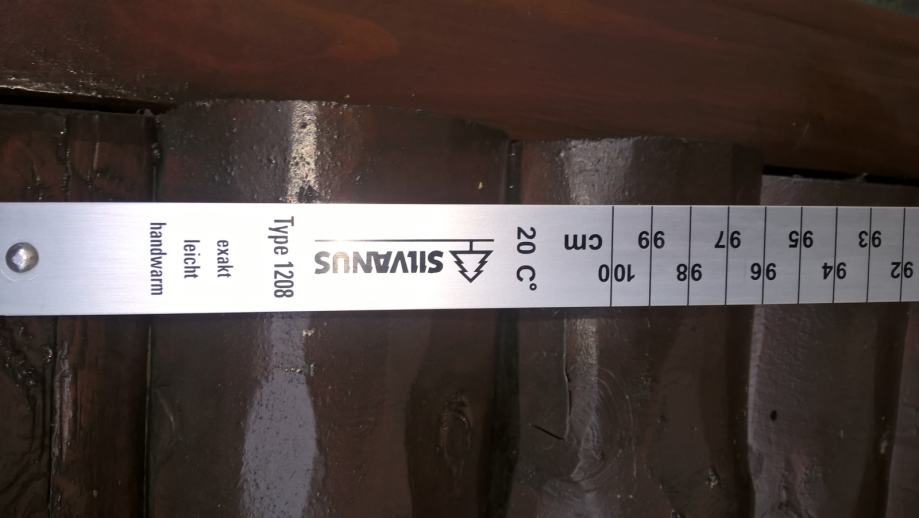 handwarm
leicht
exakt
Type 1208
SILVANUS
20 C°
cm
100
99
98
97
96
95
94
93
92